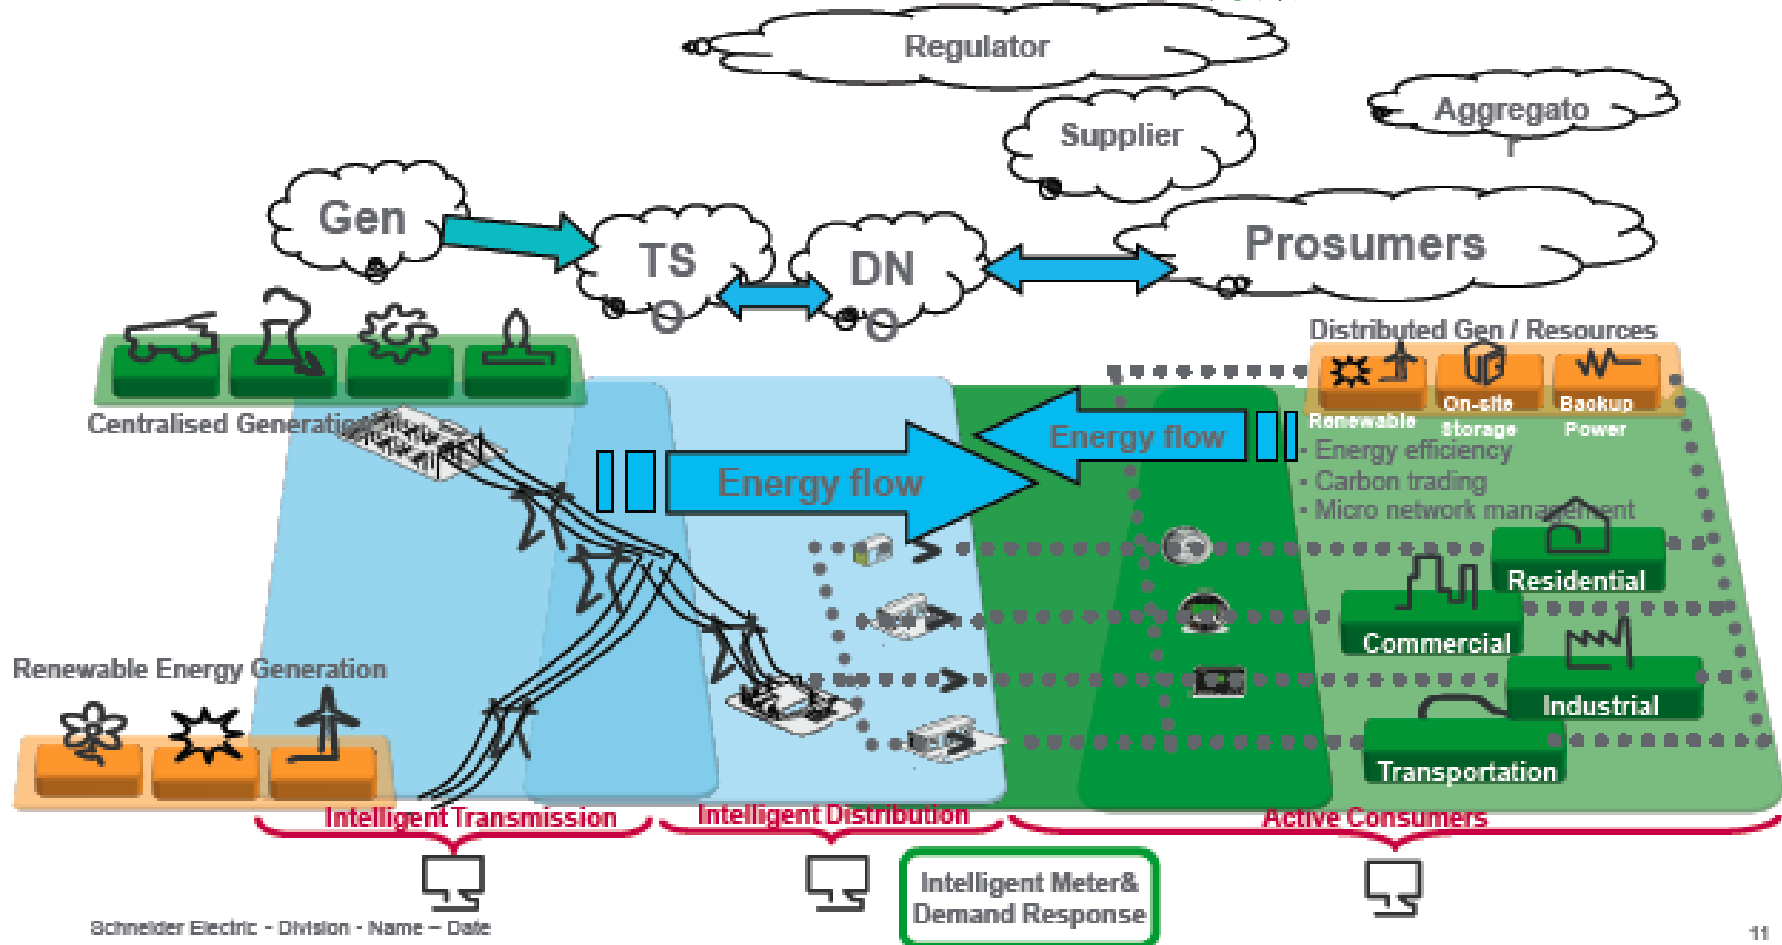 Regulator
Aggregato
r
Supplier
Gen
TS
O
DN
O
Prosumers
Distributed Gen / Resources
Renewable
On-site
Storage
Backup
Power
Centralised Generation
Energy flow
Energy flow
- Energy efficiency
- Carbon trading
- Micro network management
Residential
Commercial
Industrial
Transportation
Renewable Energy Generation
Intelligent Transmission
Intelligent Distribution
Active Consumers
Intelligent Meter&
Demand Response
Schneider Electric - Division - Name – Date
11